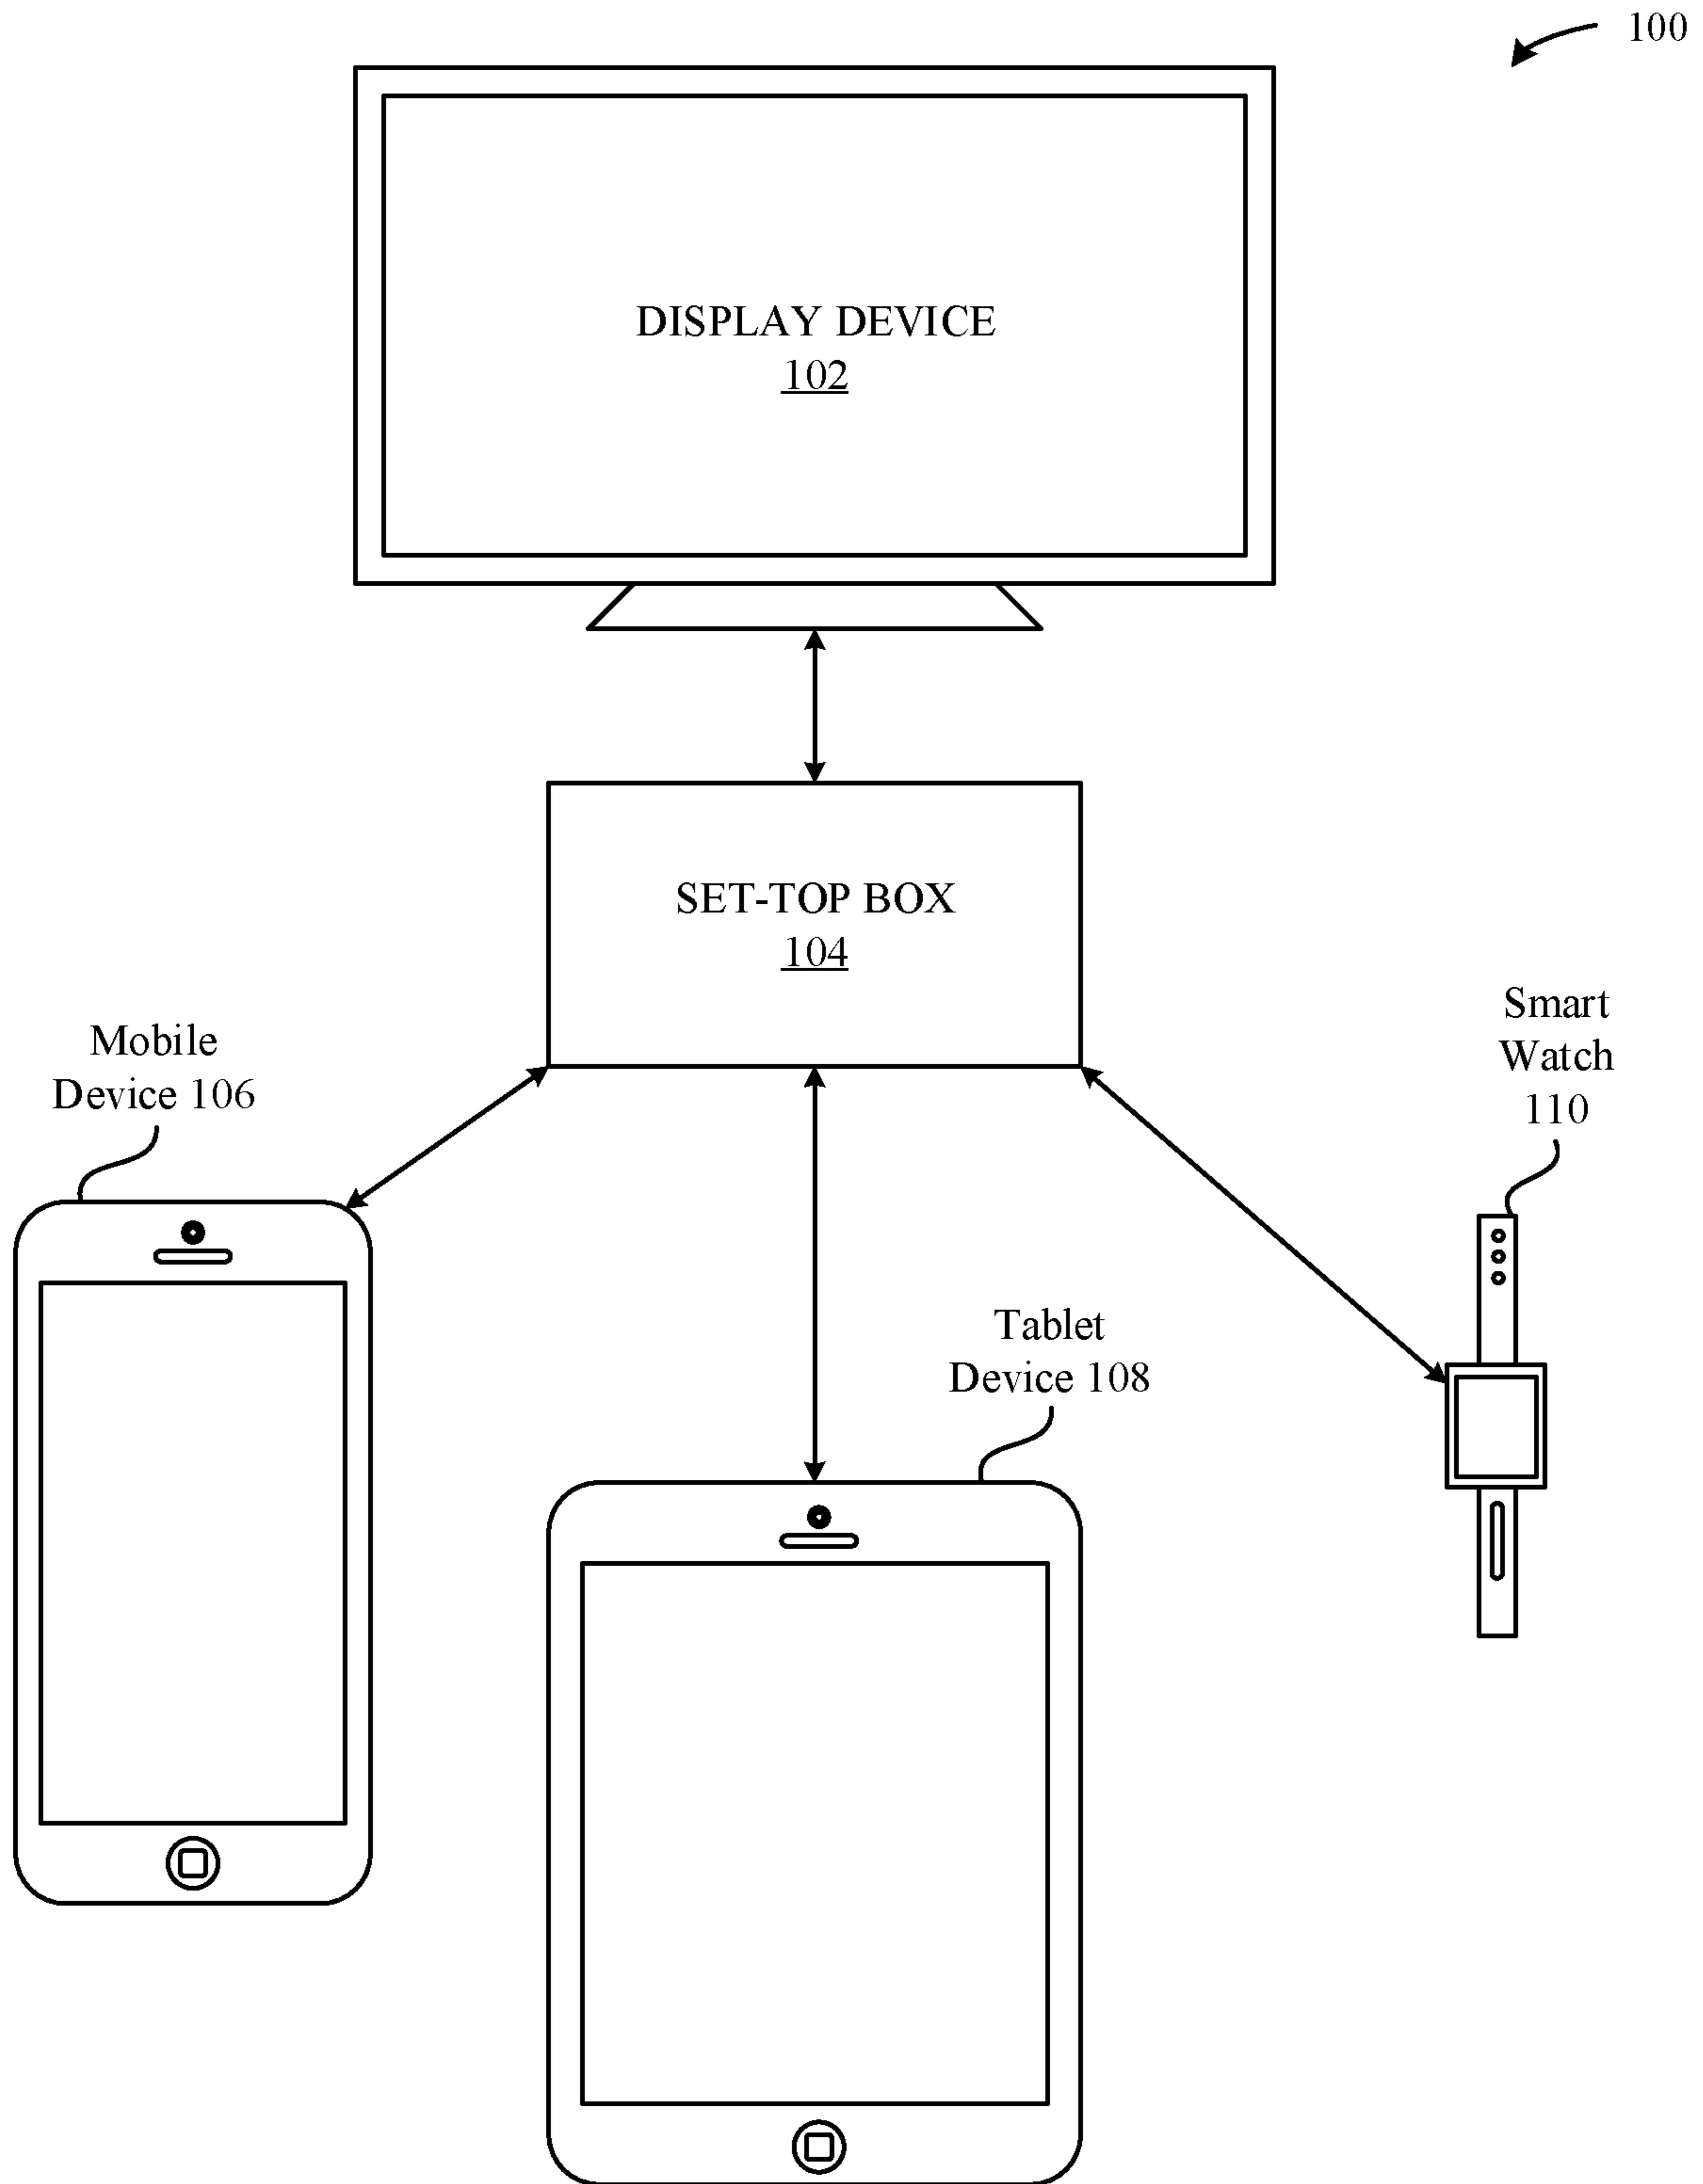 100
DISPLAY DEVICE
102
SET-TOP BOX
104
Mobile
Device 106
Smart
Watch
110
Tablet
Device 108